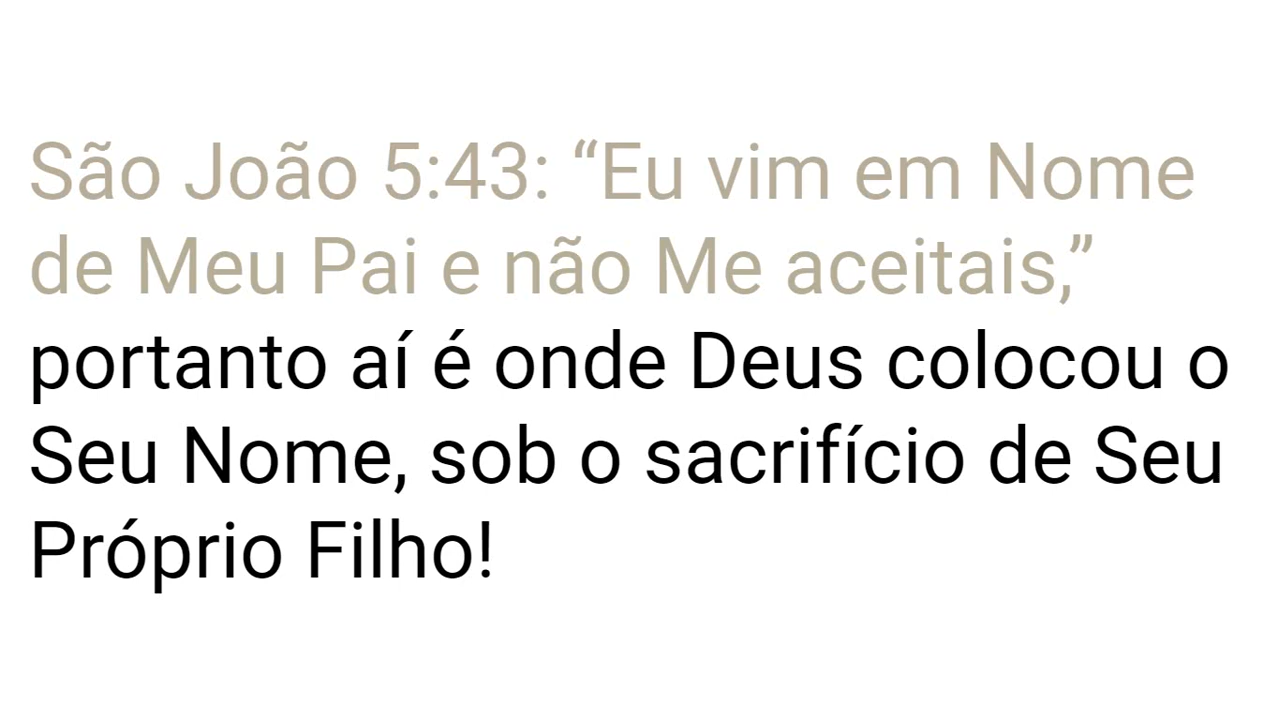 São João 5:43: “Eu vim em Nome
de Meu Pai e não Me aceitais,”
portanto aí é onde Deus colocou o
Seu Nome, sob o sacrifício de Seu
Próprio Filho!